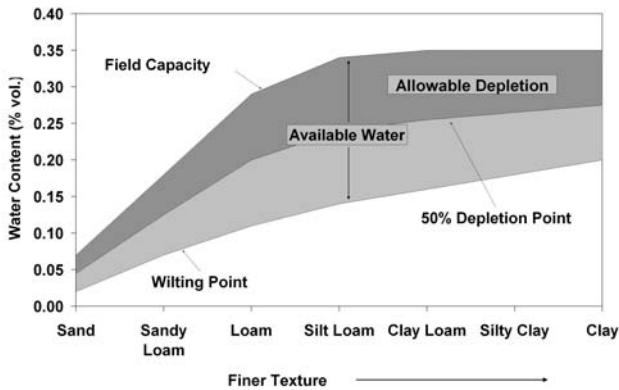 0.40
0.35
0.30
0.25
0.20
0.15
0.10
0.05
0.00
Water Content (% vol.)
Field Capacity
Allowable Depletion
Available Water
50% Depletion Point
Wilting Point
Sand
Sandy
Loam
Loam
Silt Loam
Clay Loam
Silty Clay
Clay
Finer Texture